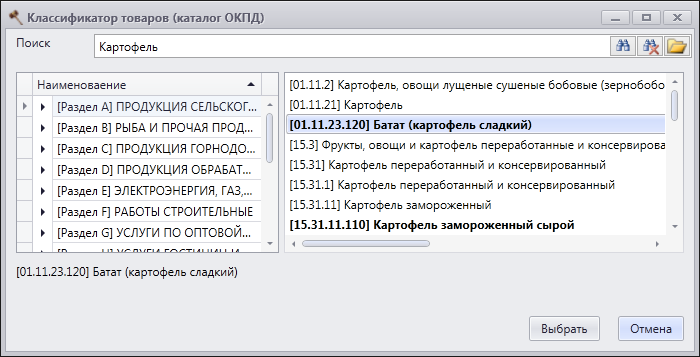 Классификатор товаров (каталог ОКПД)
Поиск
Картофель
Наименоваение
[Раздел A] ПРОДУКЦИЯ СЕЛЬСКОГ...
[Раздел B] РЫБА И ПРОЧАЯ ПРОД...
[Раздел C] ПРОДУКЦИЯ ГОРНОДО...
[Раздел D] ПРОДУКЦИЯ ОБРАБАТ...
[Раздел E] ЭЛЕКТРОЭНЕРГИЯ, ГАЗ,...
[Раздел F] РАБОТЫ СТРОИТЕЛЬНЫЕ
[Раздел G] УСЛУГИ ПО ОПТОВОЙ...
[01.11.2] Картофель, овощи лущеные сушеные бобовые (зернобобо
[01.11.21] Картофель
[01.11.23.120] Батат (картофель сладкий)
[15.3] Фрукты, овощи и картофель переработанные и консервирова
[15.31] Картофель переработанный и консервированный
[15.31.1] Картофель переработанный и консервированный
[15.31.11] Картофель замороженный
[15.31.11.110] Картофель замороженный сырой
[01.11.23.120] Батат (картофель сладкий)
Выбрать
Отмена